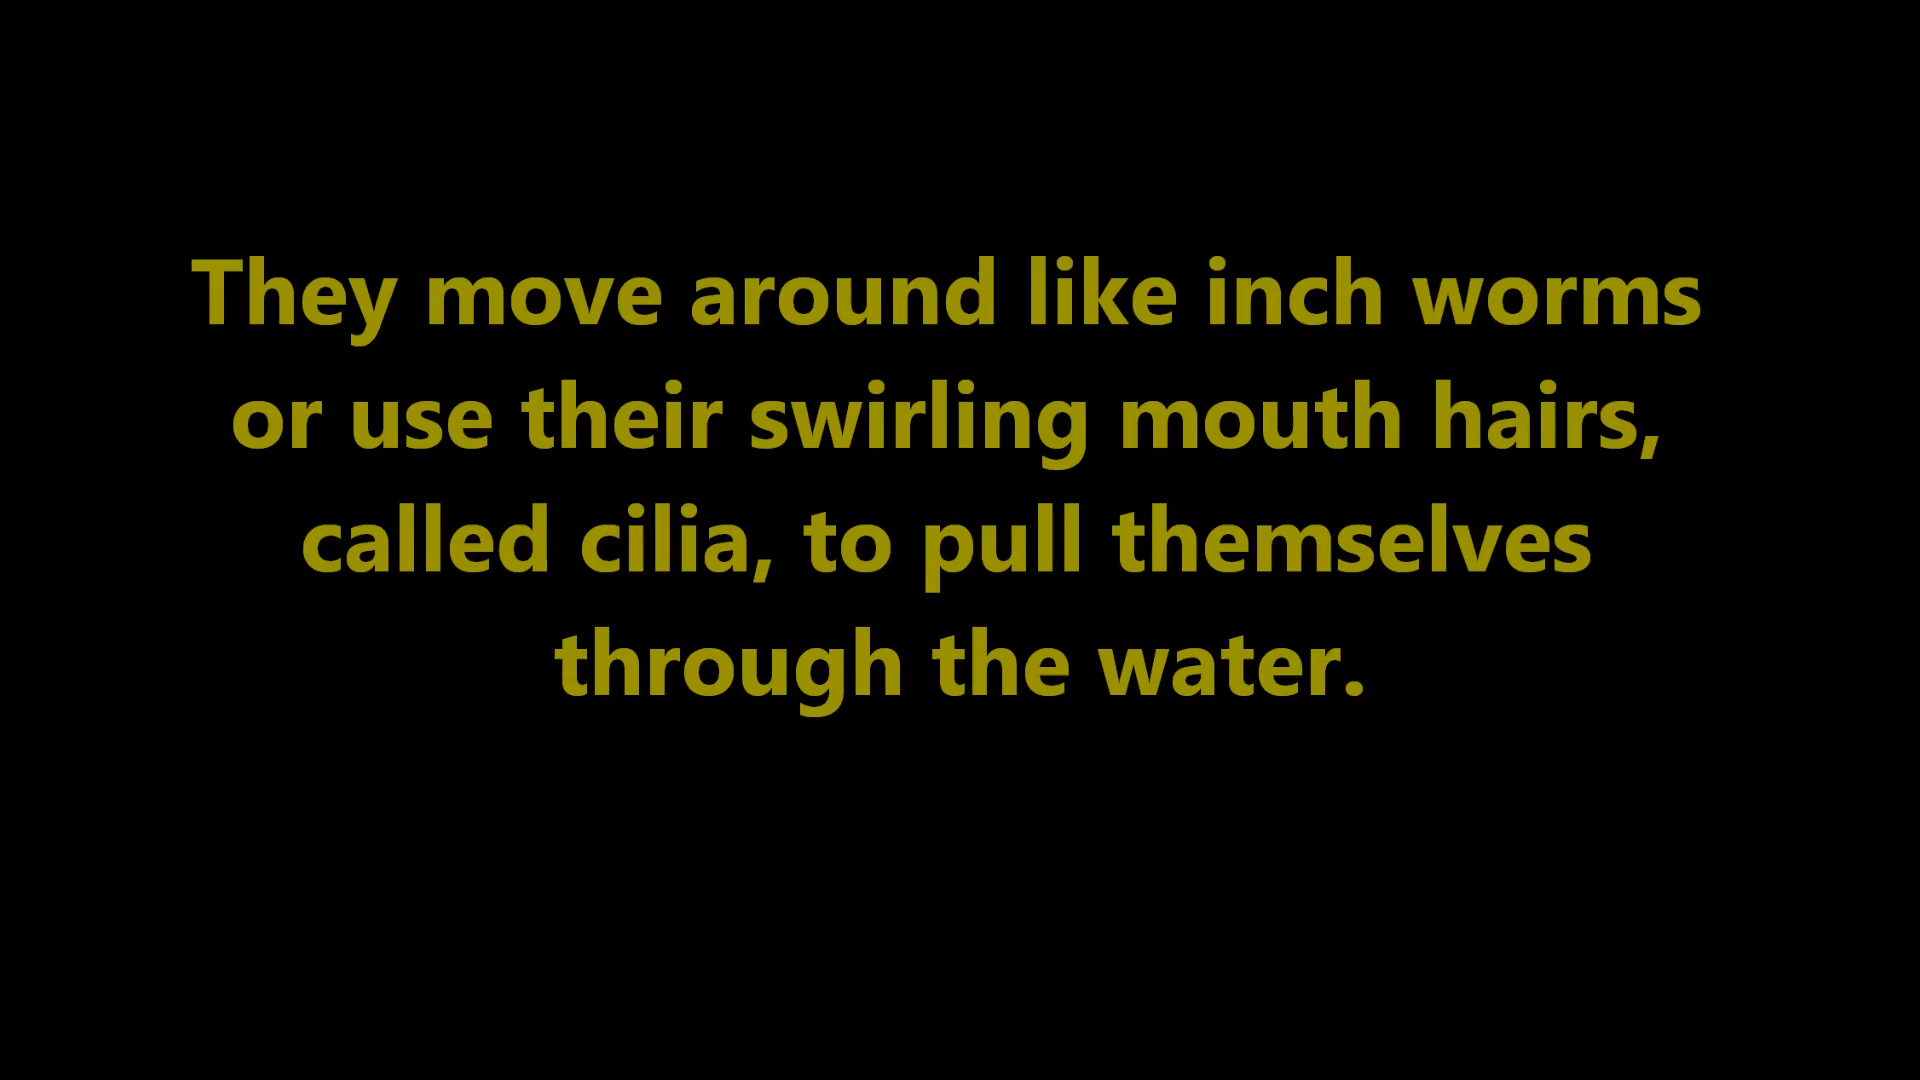 They move around like inch worms
or use their swirling mouth hairs,
called cilia, to pull themselves
through the water.